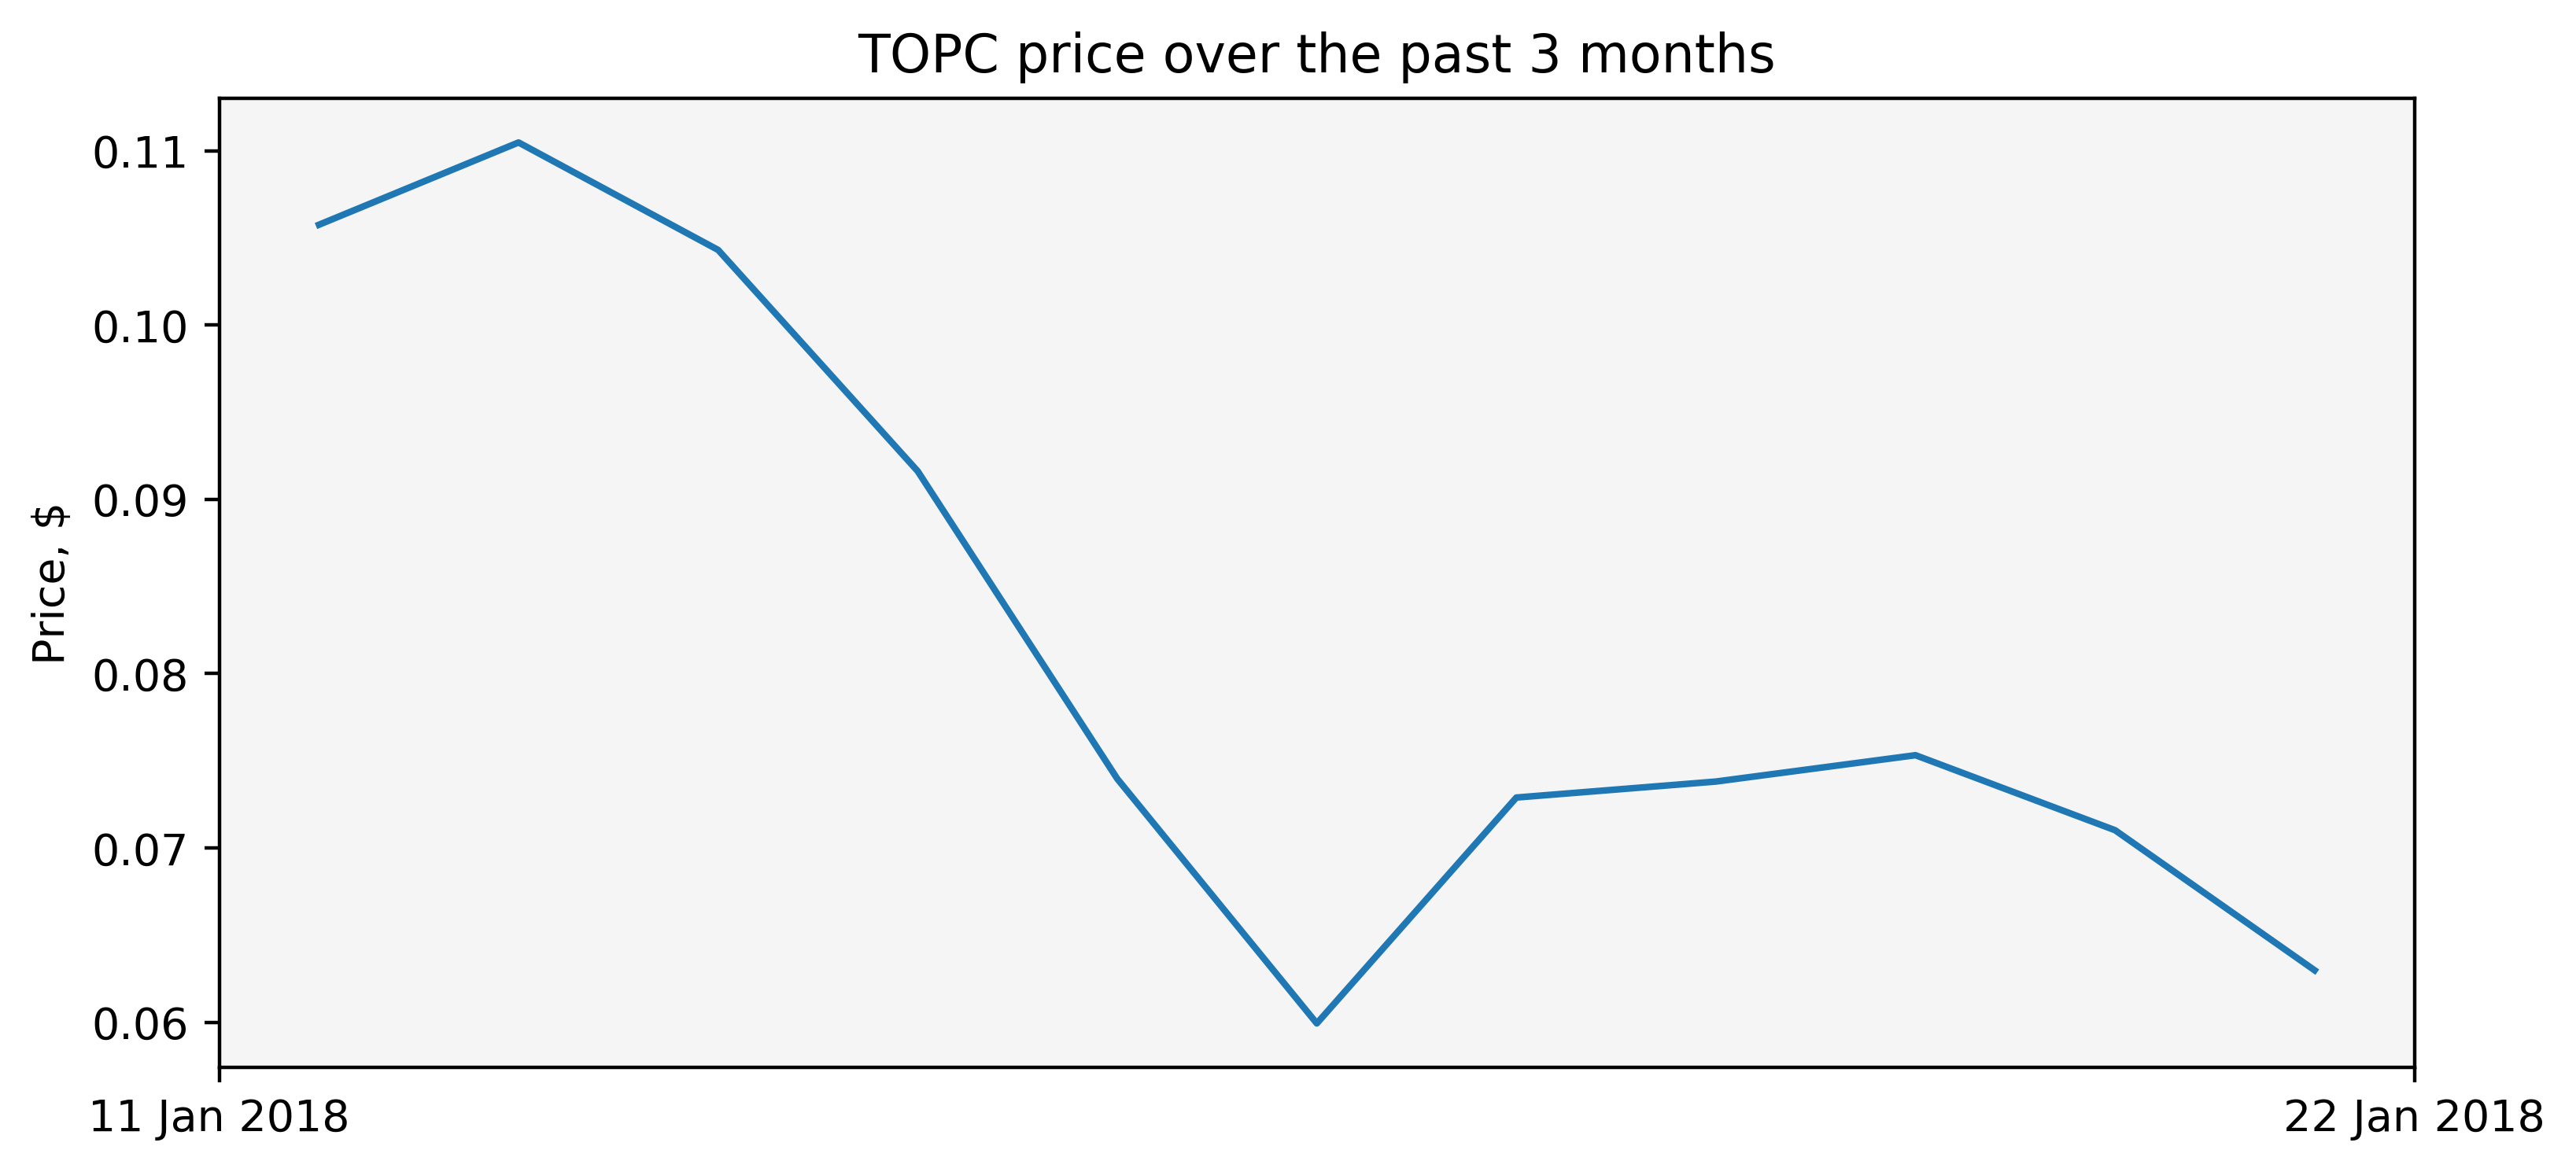 TOPC price over the past 3 months
0.11
0.10
0.09
0.08
0.07
0.06
Price, $
11 Jan 2018
22 Jan 2018